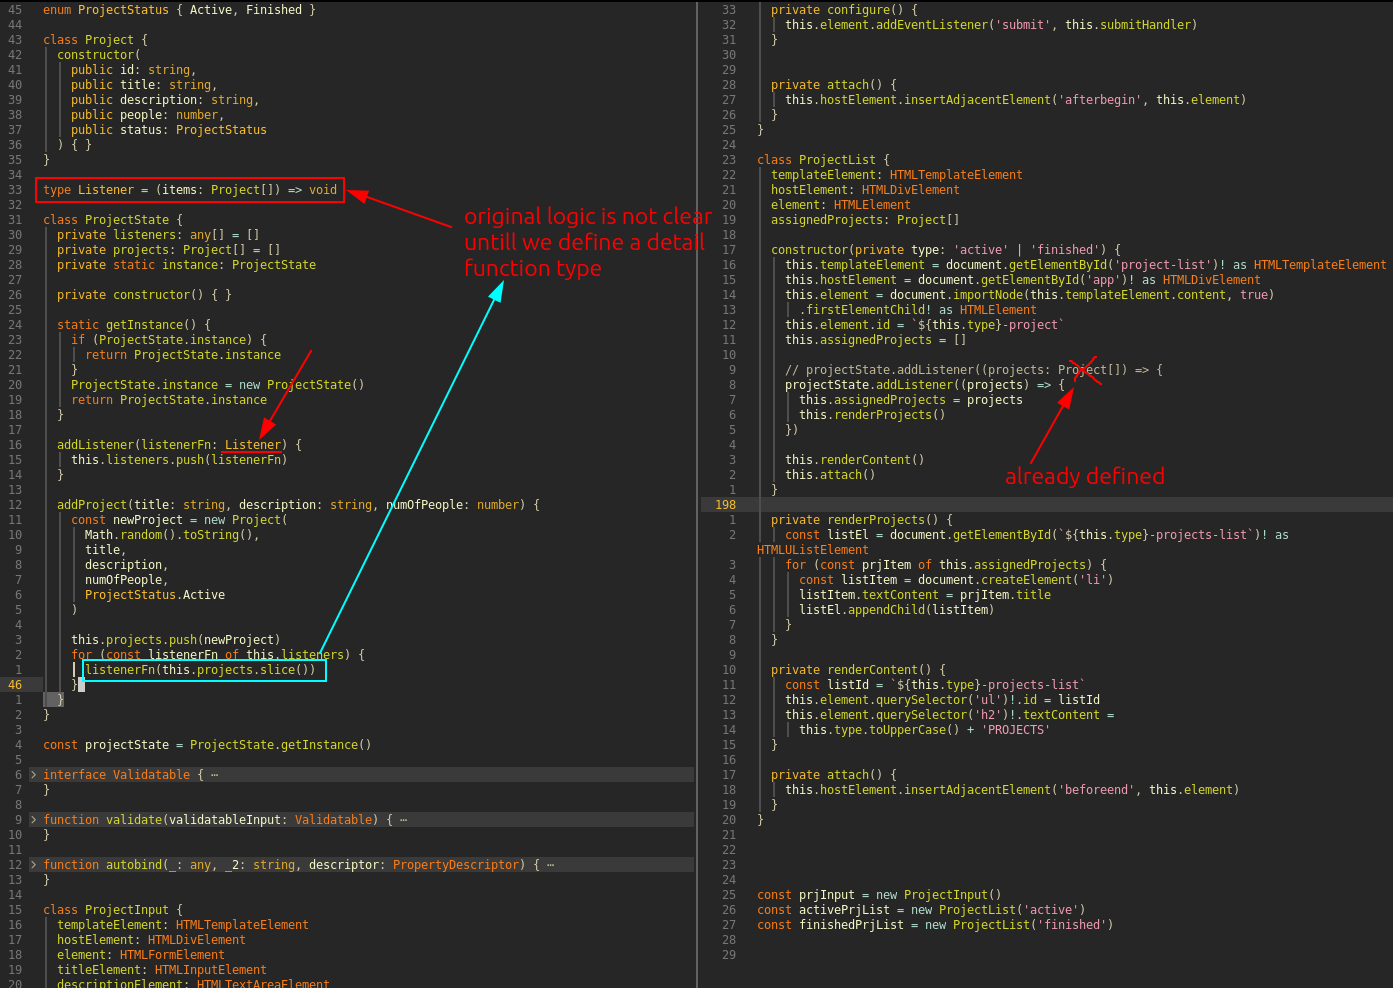 45 enum ProjectStatus { Active, Finished }
44
43 class Project {
42 constructor(
41 public id: string,
40 public title: string,
39 public description: string,
38 public people: number,
37 public status: ProjectStatus
36 ) { }
35 }
34
33 type Listener = (items: Project[]) => void
32
31 class ProjectState {
30 private listeners: any[] = []
29 private projects: Project[] = []
28 private static instance: ProjectState
27
26 private constructor() { }
25
24 static getInstance() {
23 if (ProjectState.instance) {
22 return ProjectState.instance
21 }
20 ProjectState.instance = new ProjectState()
19 return ProjectState.instance
18 }
17
16 addListener(listenerFn: Listener) {
15 this.listeners.push(listenerFn)
14 }
13
12 addProject(title: string, description: string, numOfPeople: number) {
11 const newProject = new Project(
10 Math.random().toString(),
9 title,
8 description,
7 numOfPeople,
6 ProjectStatus.Active
5 )
4
3 this.projects.push(newProject)
2 for (const listenerFn of this.listeners) {
1 listenerFn(this.projects.slice())
46 }
1 }
2 }
3
4 const projectState = ProjectState.getInstance()
5
6 > interface Validatable { ⋯
7 }
8
9 > function validate(validatableInput: Validatable) { ⋯
10 }
11
12 > function autobind(_: any, _2: string, descriptor: PropertyDescriptor) { ⋯
13 }
14
15 class ProjectInput {
16 templateElement: HTMLTemplateElement
17 hostElement: HTMLDivElement
18 element: HTMLFormElement
19 titleElement: HTMLInputElement
20 descriptionElement: HTMLTextAreaElement
original logic is not clear
untill we define a detail
function type
33 private configure() {
32 this.element.addEventListener('submit', this.submitHandler)
31 }
30
29
28 private attach() {
27 this.hostElement.insertAdjacentElement('afterbegin', this.element)
26 }
25 }
24
23 class ProjectList {
22 templateElement: HTMLTemplateElement
21 hostElement: HTMLDivElement
20 element: HTMLElement
19 assignedProjects: Project[]
18
17 constructor(private type: 'active' | 'finished') {
16 this.templateElement = document.getElementById('project-list')! as HTMLTemplateElement
15 this.hostElement = document.getElementById('app')! as HTMLDivElement
14 this.element = document.importNode(this.templateElement.content, true)
13 .firstElementChild! as HTMLElement
12 this.element.id = `${this.type}-project`
11 this.assignedProjects = []
10
9 // projectState.addListener((projects: Project[]) => {
8 projectState.addListener((projects) => {
7 this.assignedProjects = projects
6 this.renderProjects()
5 })
4
3 this.renderContent()
2 this.attach()
1 }
already defined
198
1 private renderProjects() {
2 const listEl = document.getElementById(`${this.type}-projects-list`)! as
HTMLUListElement
3 for (const prjItem of this.assignedProjects) {
4 const listItem = document.createElement('li')
5 listItem.textContent = prjItem.title
6 listEl.appendChild(listItem)
7 }
8 }
9
10 private renderContent() {
11 const listId = `${this.type}-projects-list`
12 this.element.querySelector('ul')!.id = listId
13 this.element.querySelector('h2')!.textContent =
14 this.type.toUpperCase() + 'PROJECTS'
15 }
16
17 private attach() {
18 this.hostElement.insertAdjacentElement('beforeend', this.element)
19 }
20 }
21
22
23
24
25 const prjInput = new ProjectInput()
26 const activePrjList = new ProjectList('active')
27 const finishedPrjList = new ProjectList('finished')
28
29